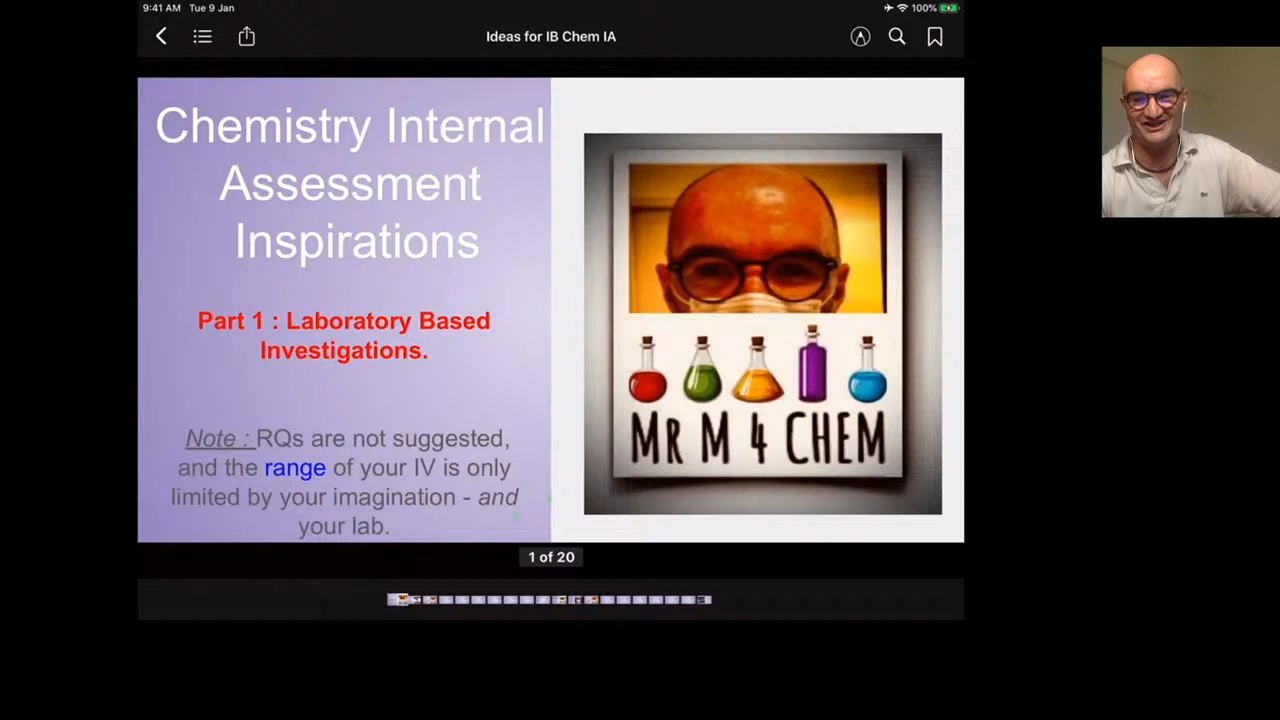 9:41 AM Tue 9 Jan
100%
Ideas for IB Chem IA
Chemistry Internal
Assessment
Inspirations
Part 1 : Laboratory Based
Investigations.
Note : RQs are not suggested,
and the range of your IV is only
limited by your imagination - and
your lab.
MR M 4 CHEM
1 of 20